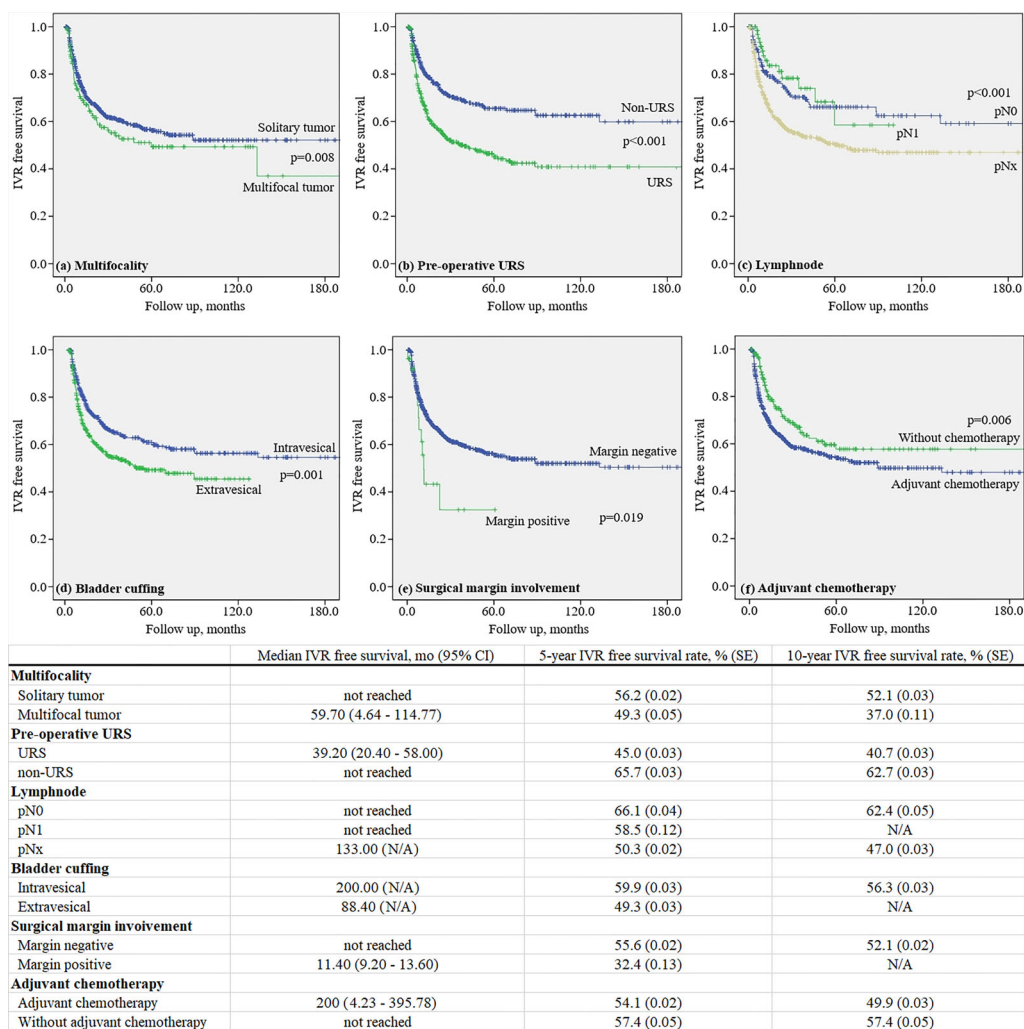 1.0
0.8
0.6
0.4
0.2
0.0
IVR free survival
Solitary tumor
p=0.008
Multifocal tumor
(a) Multifocality
0.0 60.0 120.0 180.0
Follow up, months
1.0
0.8
0.6
0.4
0.2
0.0
IVR free survival
Non-URS
p<0.001
URS
(b) Pre-operative URS
0.0 60.0 120.0 180.0
Follow up, months
1.0
0.8
0.6
0.4
0.2
0.0
IVR free survival
p<0.001
pN0
pN1
pNx
(c) Lymphnode
0.0 60.0 120.0 180.0
Follow up, months
1.0
0.8
0.6
0.4
0.2
0.0
IVR free survival
Intravesical
p=0.001
Extravesical
(d) Bladder cuffing
0.0 60.0 120.0 180.0
Follow up, months
1.0
0.8
0.6
0.4
0.2
0.0
IVR free survival
Margin negative
Margin positive p=0.019
(e) Surgical margin involvement
0.0 60.0 120.0 180.0
Follow up, months
1.0
0.8
0.6
0.4
0.2
0.0
IVR free survival
p=0.006
Without chemotherapy
Adjuvant chemotherapy
(f) Adjuvant chemotherapy
0.0 60.0 120.0 180.0
Follow up, months
Median IVR free survival, mo (95% CI) 5-year IVR free survival rate, % (SE) 10-year IVR free survival rate, % (SE)
Multifocality
Solitary tumor not reached 56.2 (0.02) 52.1 (0.03)
Multifocal tumor 59.70 (4.64 - 114.77) 49.3 (0.05) 37.0 (0.11)
Pre-operative URS
URS 39.20 (20.40 - 58.00) 45.0 (0.03) 40.7 (0.03)
non-URS not reached 65.7 (0.03) 62.7 (0.03)
Lymphnode
pN0 not reached 66.1 (0.04) 62.4 (0.05)
pN1 not reached 58.5 (0.12) N/A
pNx 133.00 (N/A) 50.3 (0.02) 47.0 (0.03)
Bladder cuffing
Intravesical 200.00 (N/A) 59.9 (0.03) 56.3 (0.03)
Extravesical 88.40 (N/A) 49.3 (0.03) N/A
Surgical margin invoivement
Margin negative not reached 55.6 (0.02) 52.1 (0.02)
Margin positive 11.40 (9.20 - 13.60) 32.4 (0.13) N/A
Adjuvant chemotherapy
Adjuvant chemotherapy 200 (4.23 - 395.78) 54.1 (0.02) 49.9 (0.03)
Without adjuvant chemotherapy not reached 57.4 (0.05) 57.4 (0.05)